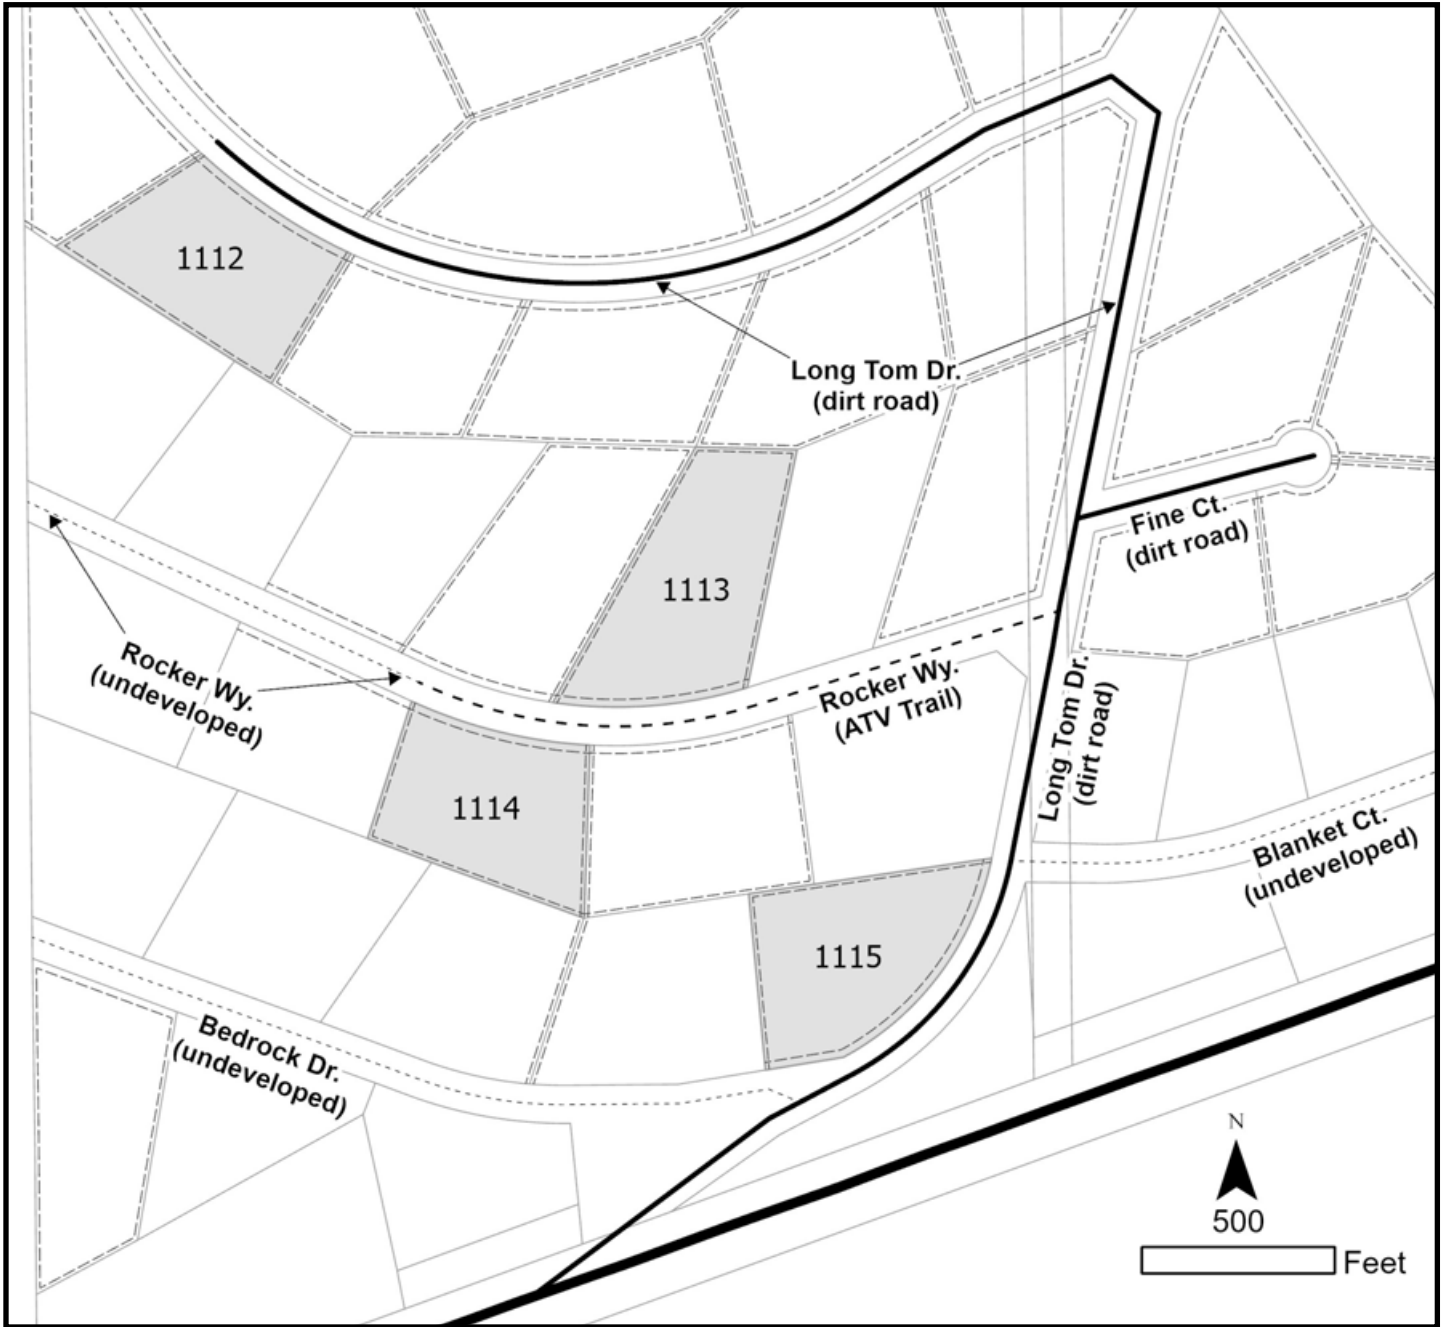 1112
Long Tom Dr.
(dirt road)
Fine Ct.
(dirt road)
1113
Rocker Wy.
(undeveloped)
Rocker Wy.
(ATV Trail)
Long Tom Dr.
(dirt road)
1114
Blanket Ct.
(undeveloped)
1115
Bedrock Dr.
(undeveloped)
N
500
Feet